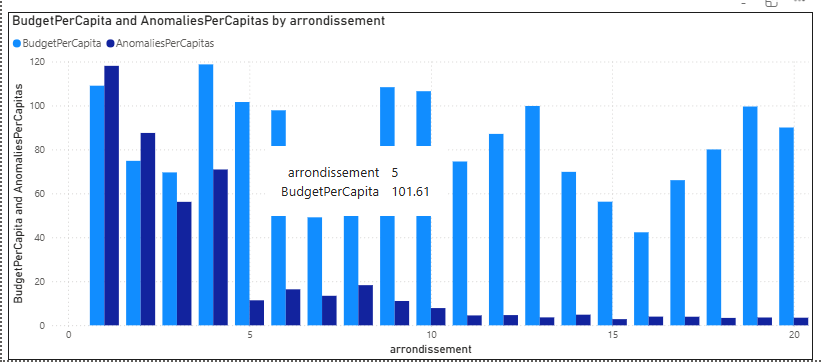 BudgetPerCapita and AnomaliesPerCapitas by arrondissement
BudgetPerCapita AnomaliesPerCapitas
BudgetPerCapita and AnomaliesPerCapitas
120
100
80
60
40
20
0
arrondissement 5
BudgetPerCapita 101.61
0 5 10 15 20
arrondissement